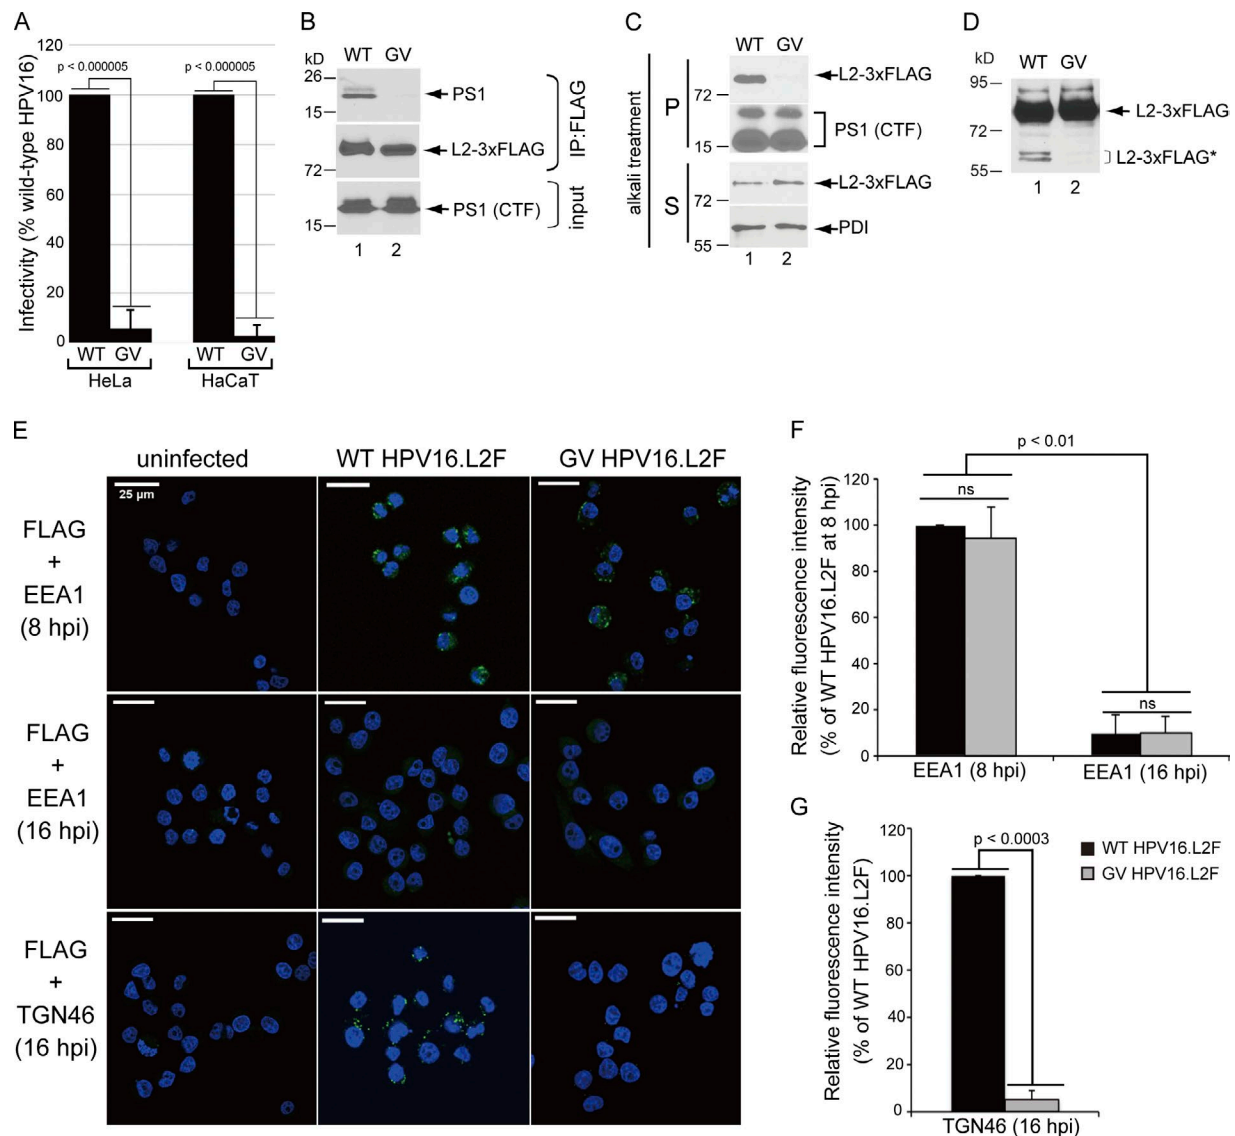 A
Infectivity (% wild-type HPV16)
120
100
80
60
40
20
0
p < 0.000005
p < 0.000005
WT GV
WT GV
HeLa
HaCaT
B
kD
WT GV
26
15
PS1
72
L2-3xFLAG
IP:FLAG
15
PS1 (CTF)
input
1 2
C
alkali treatment
WT GV
P
72
L2-3xFLAG
15
PS1 (CTF)
S
72
L2-3xFLAG
55
PDI
1 2
D
kD
WT GV
95
72
55
L2-3xFLAG
L2-3xFLAG*
1 2
E
uninfected
WT HPV16.L2F
GV HPV16.L2F
25 µm
FLAG
+
EEA1
(8 hpi)
FLAG
+
EEA1
(16 hpi)
FLAG
+
TGN46
(16 hpi)
F
Relative fluorescence intensity
(% of WT HPV16.L2F at 8 hpi)
120
100
80
60
40
20
0
p < 0.01
ns
ns
EEA1 (8 hpi)
EEA1 (16 hpi)
G
Relative fluorescence intensity
(% of WT HPV16.L2F)
120
100
80
60
40
20
0
p < 0.0003
WT HPV16.L2F
GV HPV16.L2F
TGN46 (16 hpi)